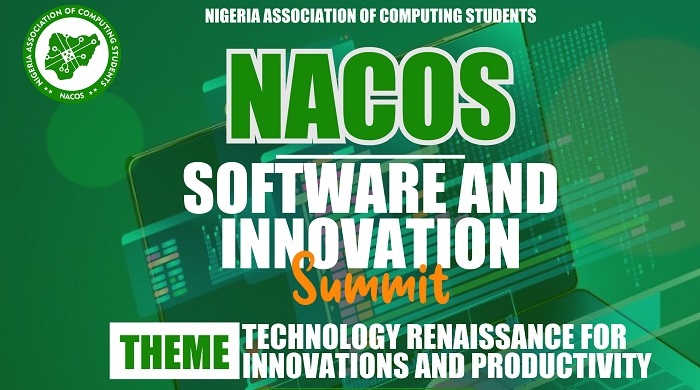 NIGERIA ASSOCIATION OF COMPUTING STUDENTS
NIGERIA ASSOCIATION OF COMPUTING STUDENTS
NACOS
NACOS
SOFTWARE AND
INNOVATION
Summit
THEME
TECHNOLOGY RENAISSANCE FOR
INNOVATIONS AND PRODUCTIVITY